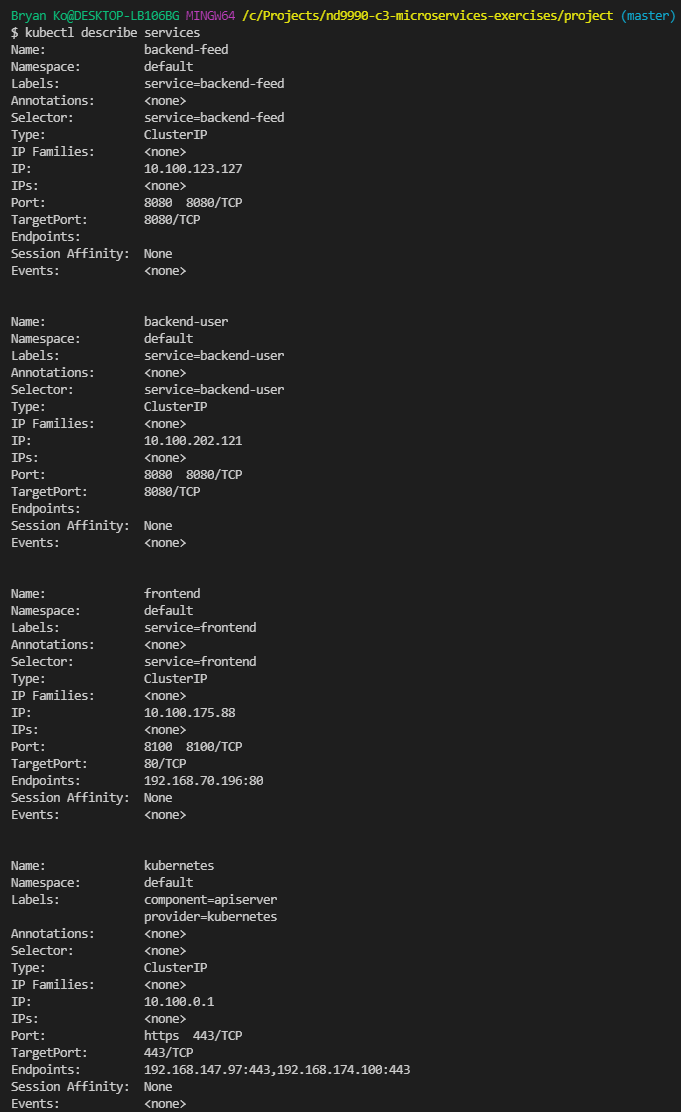 Bryan Ko@DESKTOP-LB106BG MINGW64 /c/Projects/nd9990-c3-microservices-exercises/project (master)
$ kubectl describe services
Name:              backend-feed
Namespace:         default
Labels:            service=backend-feed
Annotations:       <none>
Selector:          service=backend-feed
Type:              ClusterIP
IP Families:       <none>
IP:                10.100.123.127
IPs:               <none>
Port:              8080  8080/TCP
TargetPort:        8080/TCP
Endpoints:
Session Affinity:  None
Events:            <none>

Name:              backend-user
Namespace:         default
Labels:            service=backend-user
Annotations:       <none>
Selector:          service=backend-user
Type:              ClusterIP
IP Families:       <none>
IP:                10.100.202.121
IPs:               <none>
Port:              8080  8080/TCP
TargetPort:        8080/TCP
Endpoints:
Session Affinity:  None
Events:            <none>

Name:              frontend
Namespace:         default
Labels:            service=frontend
Annotations:       <none>
Selector:          service=frontend
Type:              ClusterIP
IP Families:       <none>
IP:                10.100.175.88
IPs:               <none>
Port:              8100  8100/TCP
TargetPort:        80/TCP
Endpoints:         192.168.70.196:80
Session Affinity:  None
Events:            <none>

Name:              kubernetes
Namespace:         default
Labels:            component=apiserver
                   provider=kubernetes
Annotations:       <none>
Selector:          <none>
Type:              ClusterIP
IP Families:       <none>
IP:                10.100.0.1
IPs:               <none>
Port:              https  443/TCP
TargetPort:        443/TCP
Endpoints:         192.168.147.97:443,192.168.174.100:443
Session Affinity:  None
Events:            <none>